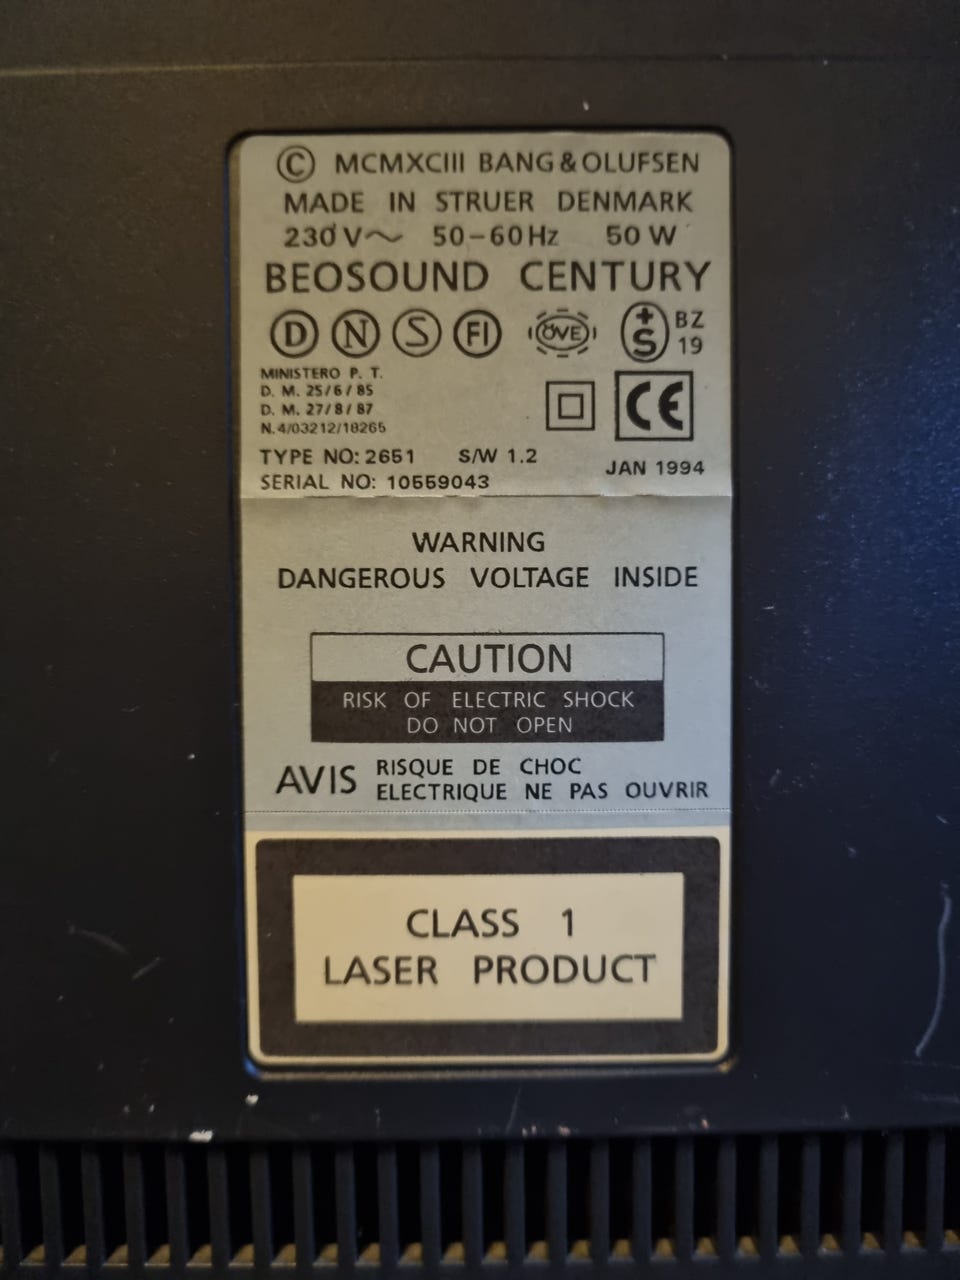 © MCMXCIII BANG & OLUFSEN
MADE IN STRUER DENMARK
230 V~ 50-60Hz 50 W
BEOSOUND CENTURY
D N S FI ÖVE +S BZ 19
MINISTERO P. T.
D. M. 25/6/85
D. M. 27/8/87
N.4/03212/18265
CE
TYPE NO: 2651 S/W 1.2
JAN 1994
SERIAL NO: 10559043
WARNING
DANGEROUS VOLTAGE INSIDE
CAUTION
RISK OF ELECTRIC SHOCK
DO NOT OPEN
AVIS RISQUE DE CHOC
ELECTRIQUE NE PAS OUVRIR
CLASS 1
LASER PRODUCT